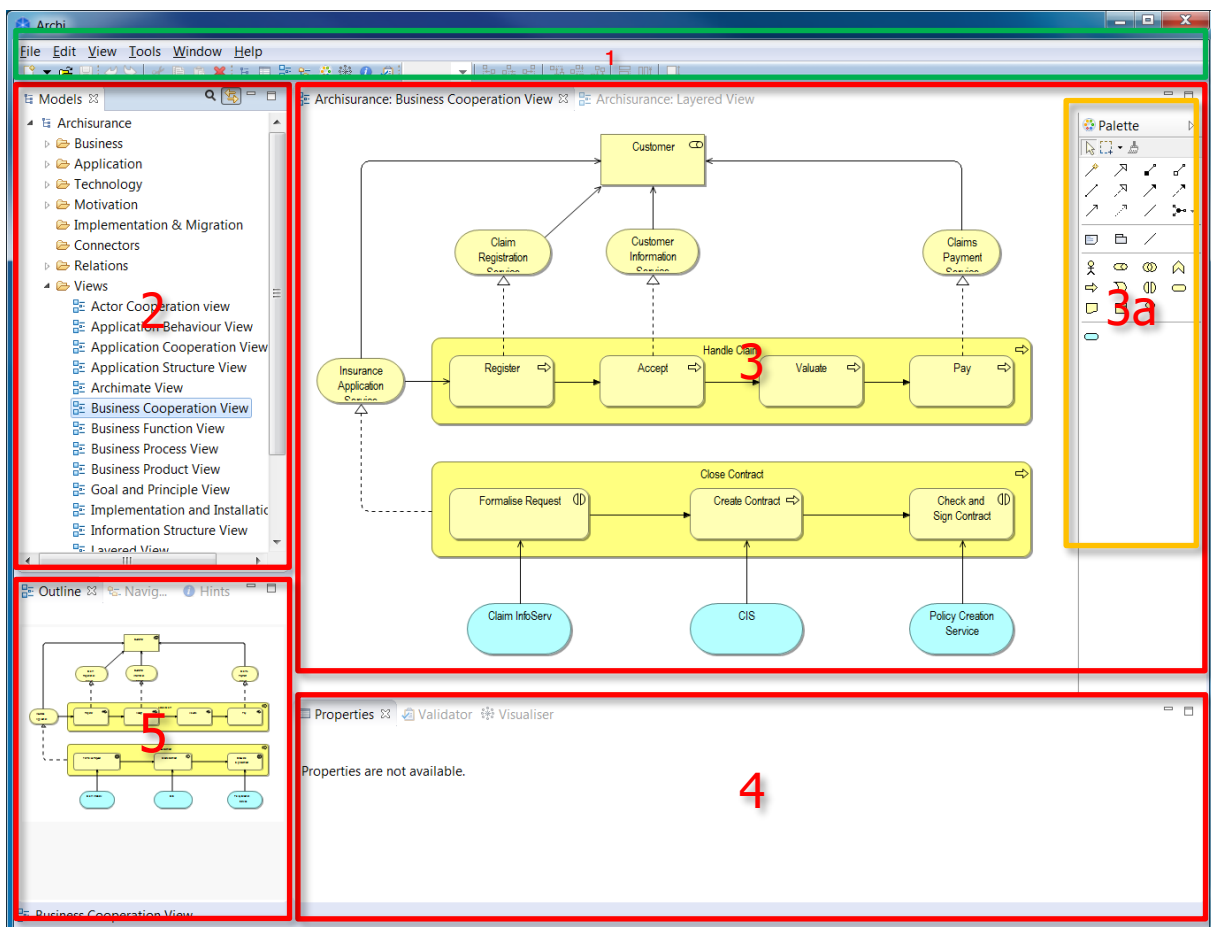 Archi
File Edit View Tools Window Help
1
Models
Archisurance
Business
Application
Technology
Motivation
Implementation & Migration
Connectors
Relations
Views
Actor Cooperation view
Application Behaviour View
Application Cooperation View
Application Structure View
Archimate View
Business Cooperation View
Business Function View
Business Process View
Business Product View
Goal and Principle View
Implementation and Installatio
Information Structure View
Layered View
2
Archisurance: Business Cooperation View Archisurance: Layered View
Customer
Claim
Registration
Service
Customer
Information
Service
Claims
Payment
Service
Handle Claim
Insurance
Application
Service
Register
Accept
Valuate
Pay
3
Close Contract
Formalise Request
Create Contract
Check and
Sign Contract
Claim InfoServ
CIS
Policy Creation
Service
Palette
3a
Outline Navig... Hints
5
Properties Validator Visualiser
Properties are not available.
4
Business Cooperation View